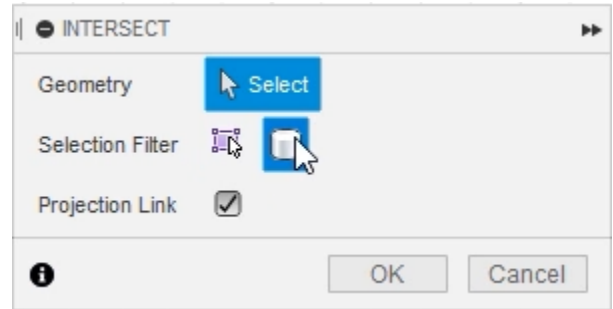 INTERSECT
Geometry Select
Selection Filter
Projection Link
OK Cancel